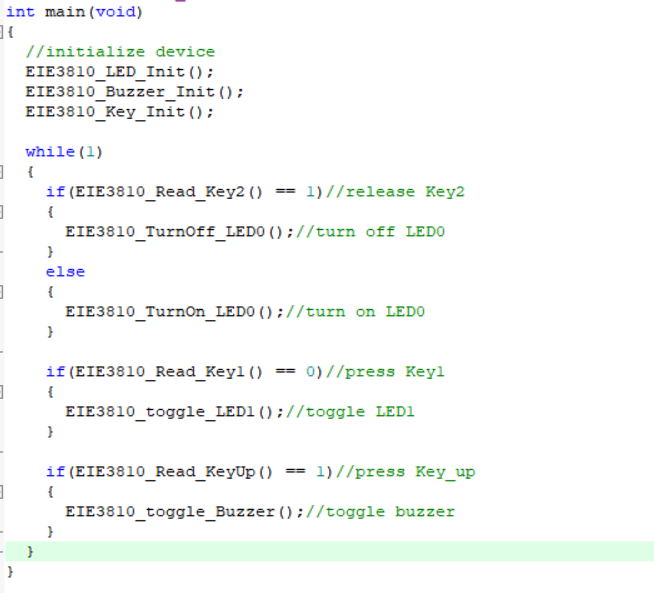 int main(void)
{
  //initialize device
  EIE3810_LED_Init();
  EIE3810_Buzzer_Init();
  EIE3810_Key_Init();
  while(1)
  {
    if(EIE3810_Read_Key2() == 1)//release Key2
    {
      EIE3810_TurnOff_LED0();//turn off LED0
    }
    else
    {
      EIE3810_TurnOn_LED0();//turn on LED0
    }
    if(EIE3810_Read_Key1() == 0)//press Key1
    {
      EIE3810_toggle_LED1();//toggle LED1
    }
    if(EIE3810_Read_KeyUp() == 1)//press Key_up
    {
      EIE3810_toggle_Buzzer();//toggle buzzer
    }
  }
}